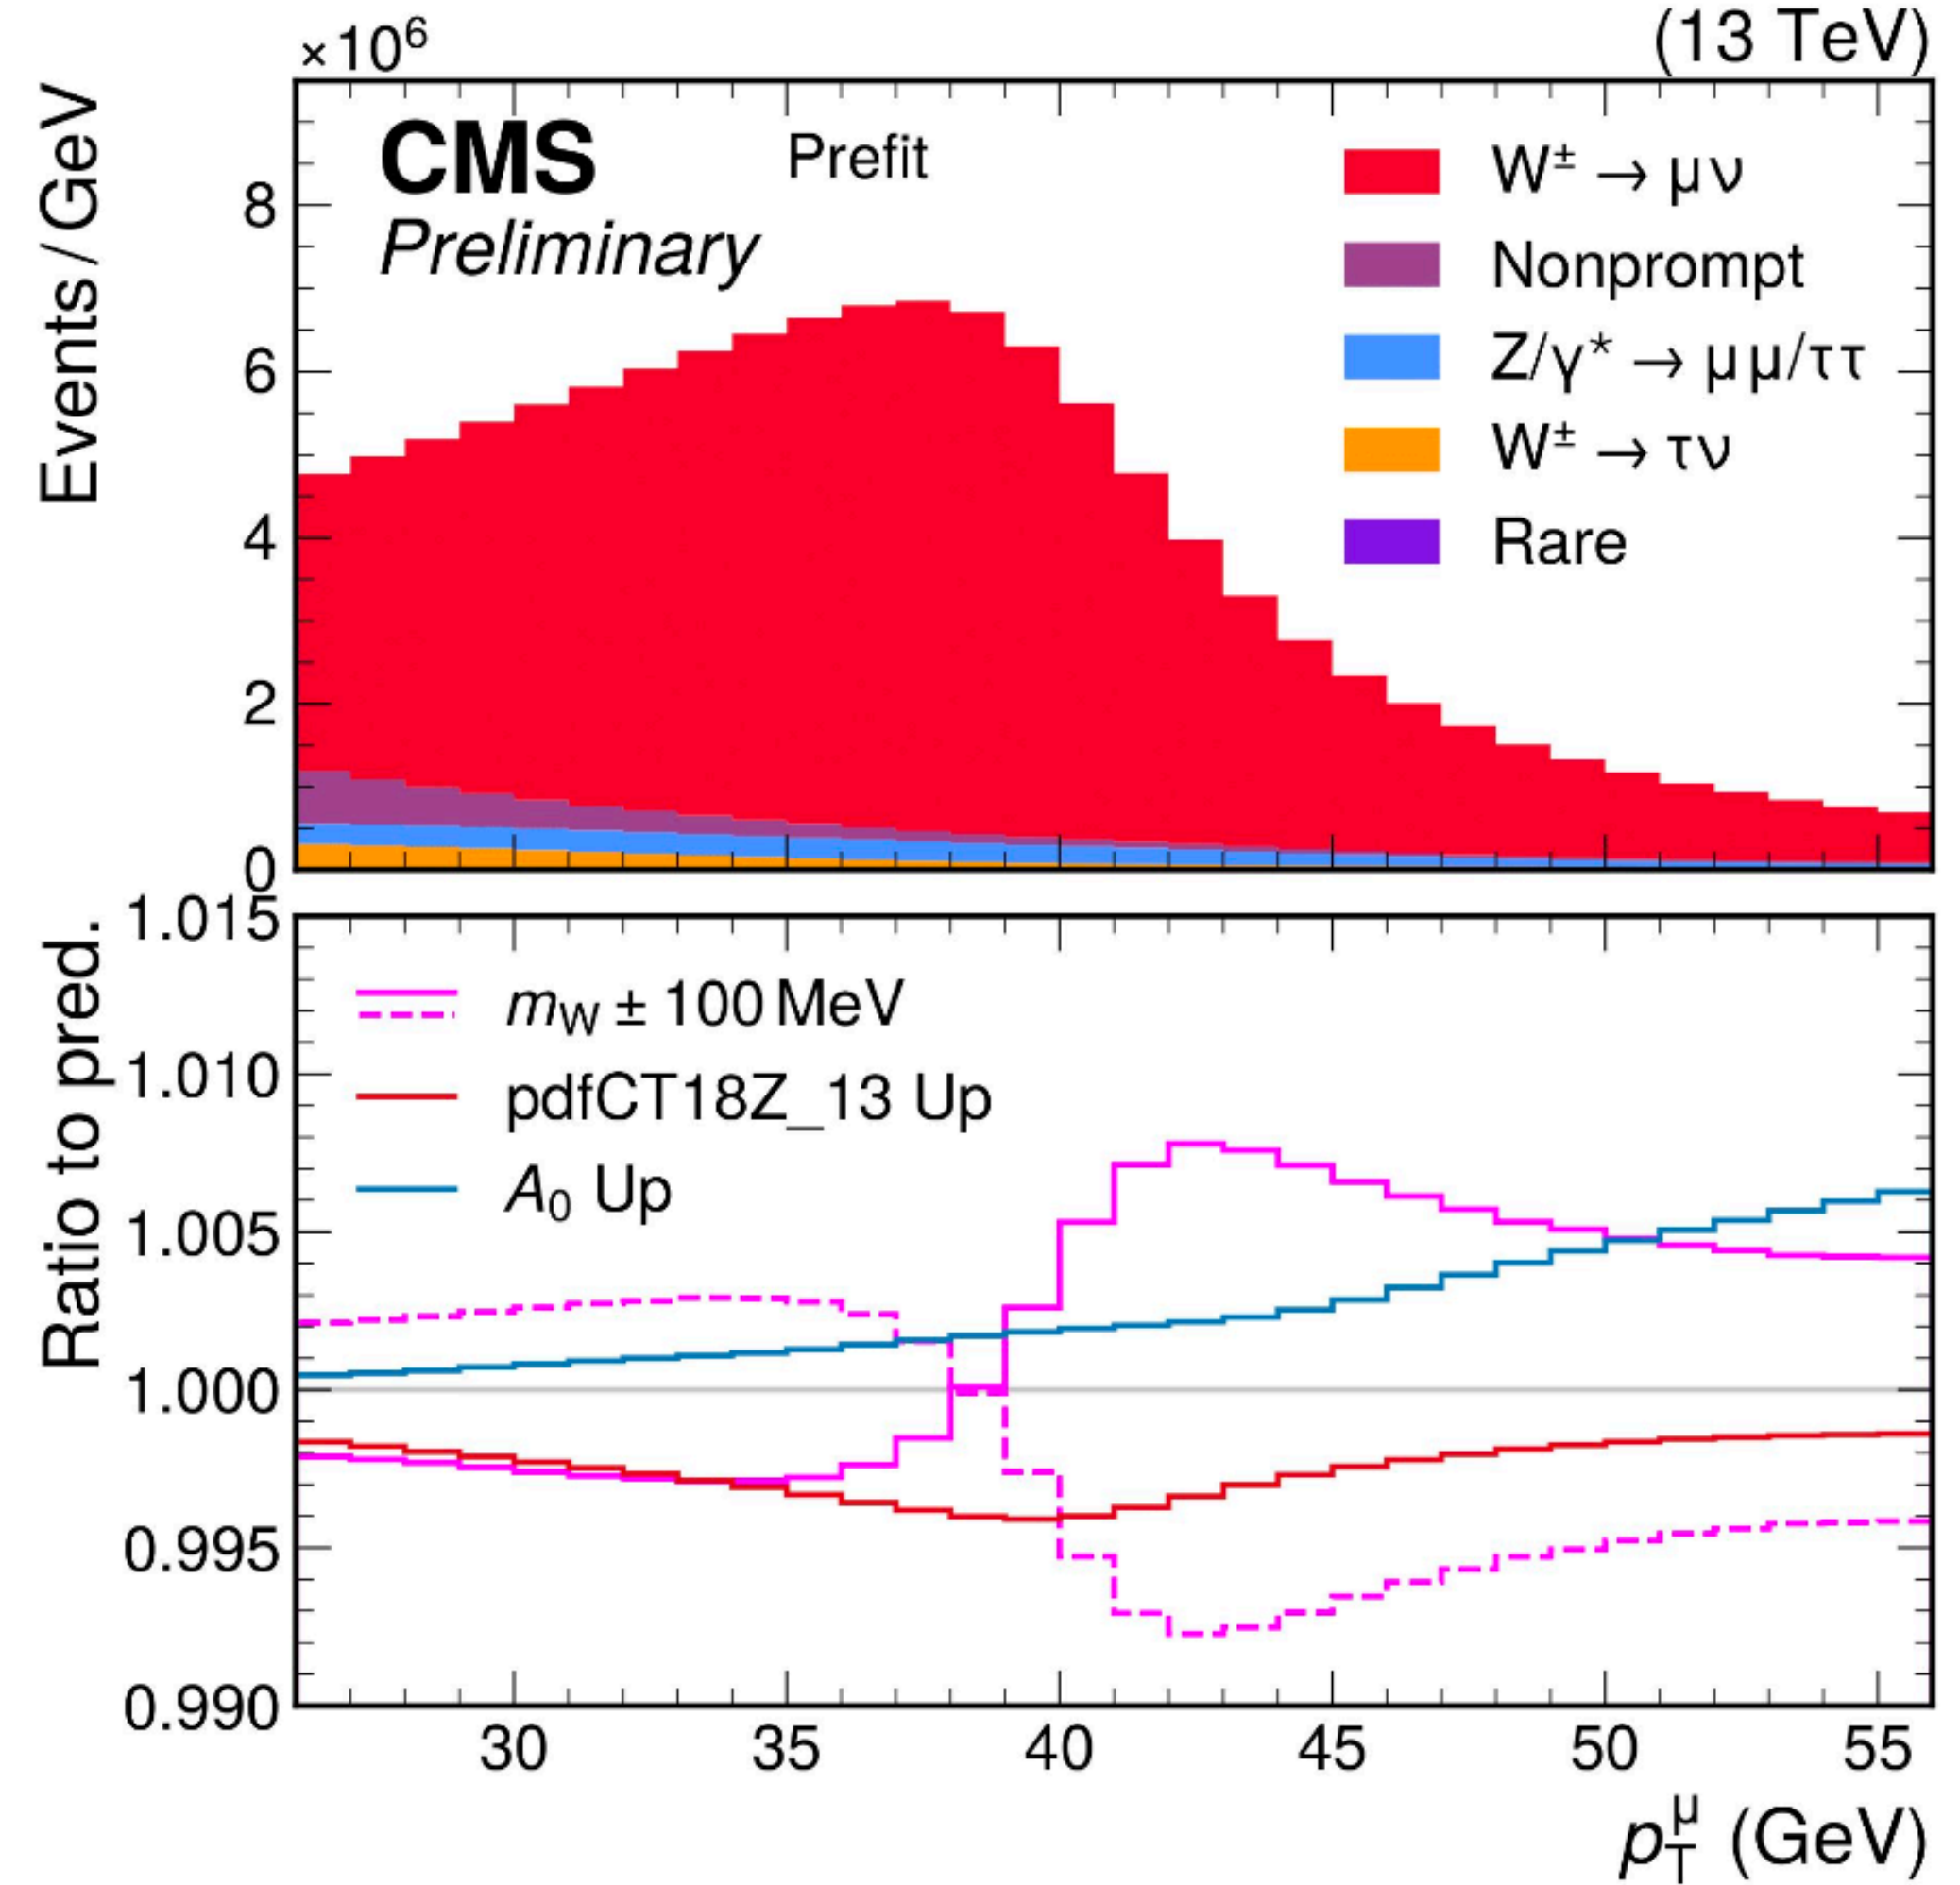 ×10⁶
(13 TeV)
Events / GeV
CMS
Preliminary
Prefit
W± → μν
Nonprompt
Z/γ* → μμ/ττ
W± → τν
Rare
8
6
4
2
0
Ratio to pred.
1.015
1.010
1.005
1.000
0.995
0.990
m_W ± 100 MeV
pdfCT18Z_13 Up
A₀ Up
30 35 40 45 50 55
p_T^μ (GeV)